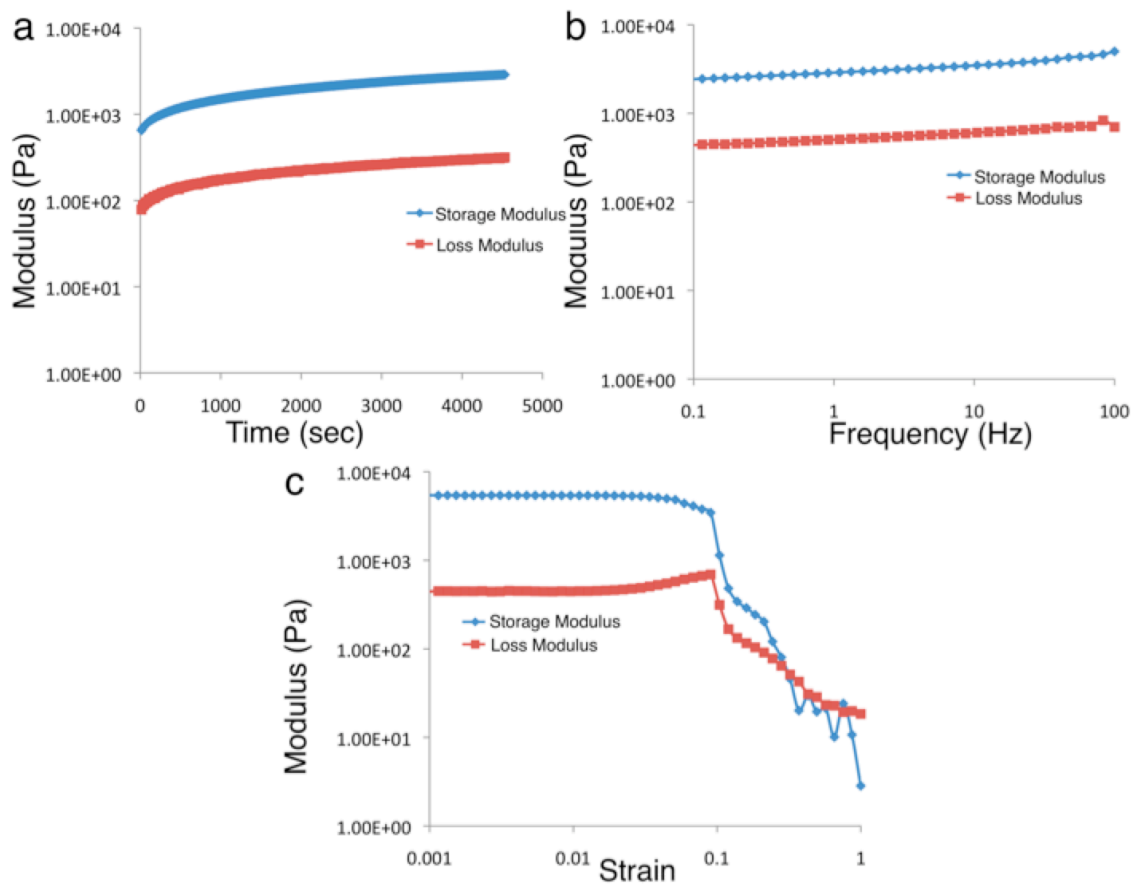 a
1.00E+04
1.00E+03
1.00E+02
1.00E+01
1.00E+00
Modulus (Pa)
Storage Modulus
Loss Modulus
0 1000 2000 3000 4000 5000
Time (sec)
b
1.00E+04
1.00E+03
1.00E+02
1.00E+01
1.00E+00
Modulus (Pa)
Storage Modulus
Loss Modulus
0.1 1 10 100
Frequency (Hz)
c
1.00E+04
1.00E+03
1.00E+02
1.00E+01
1.00E+00
Modulus (Pa)
Storage Modulus
Loss Modulus
0.001 0.01 0.1 1
Strain